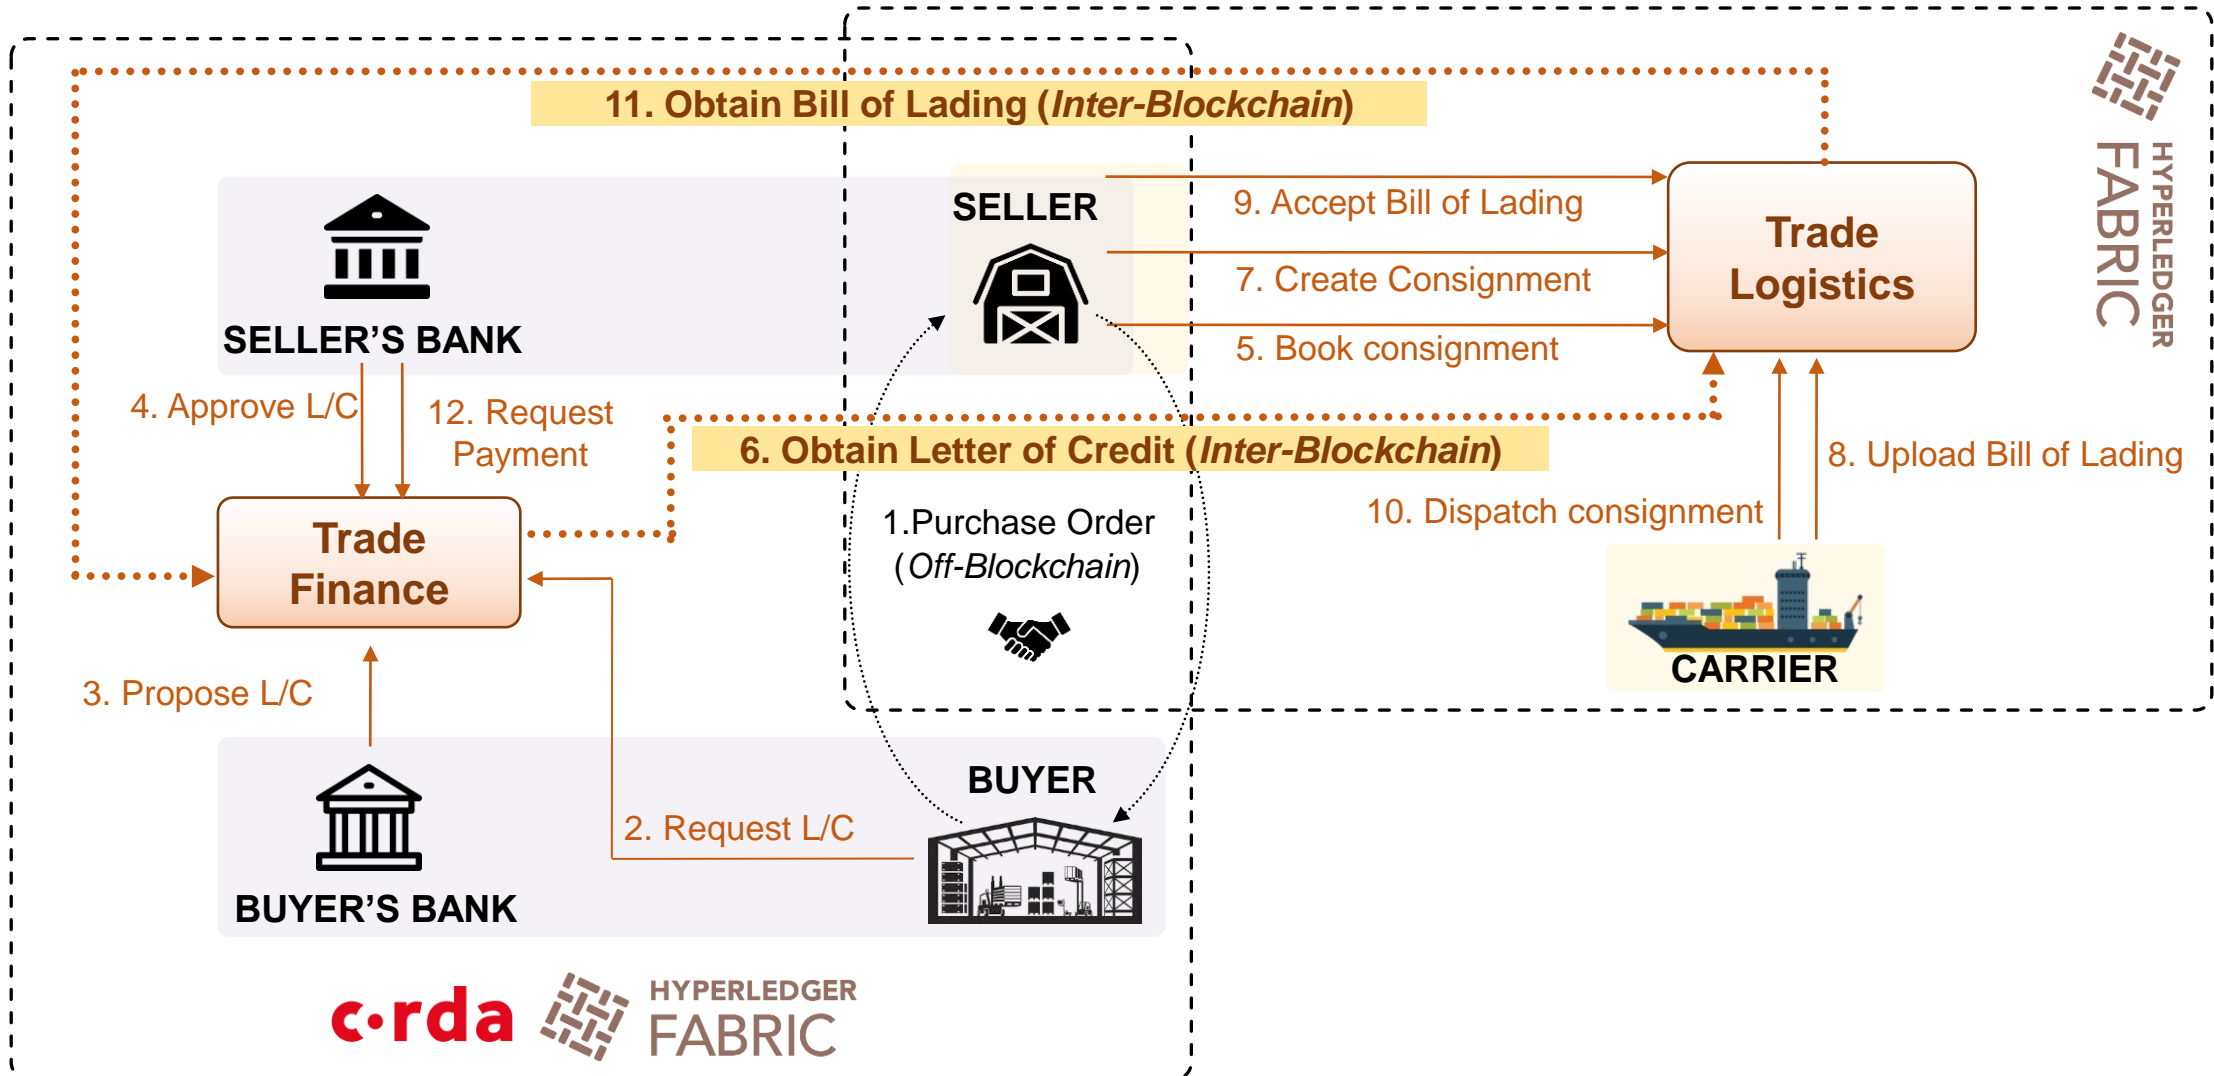 11. Obtain Bill of Lading (Inter-Blockchain)
HYPERLEDGER
FABRIC
SELLER
9. Accept Bill of Lading
Trade
Logistics
7. Create Consignment
5. Book consignment
SELLER’S BANK
4. Approve L/C
12. Request
Payment
6. Obtain Letter of Credit (Inter-Blockchain)
8. Upload Bill of Lading
10. Dispatch consignment
1.Purchase Order
(Off-Blockchain)
Trade
Finance
CARRIER
3. Propose L/C
BUYER
2. Request L/C
BUYER’S BANK
c·rda
HYPERLEDGER
FABRIC